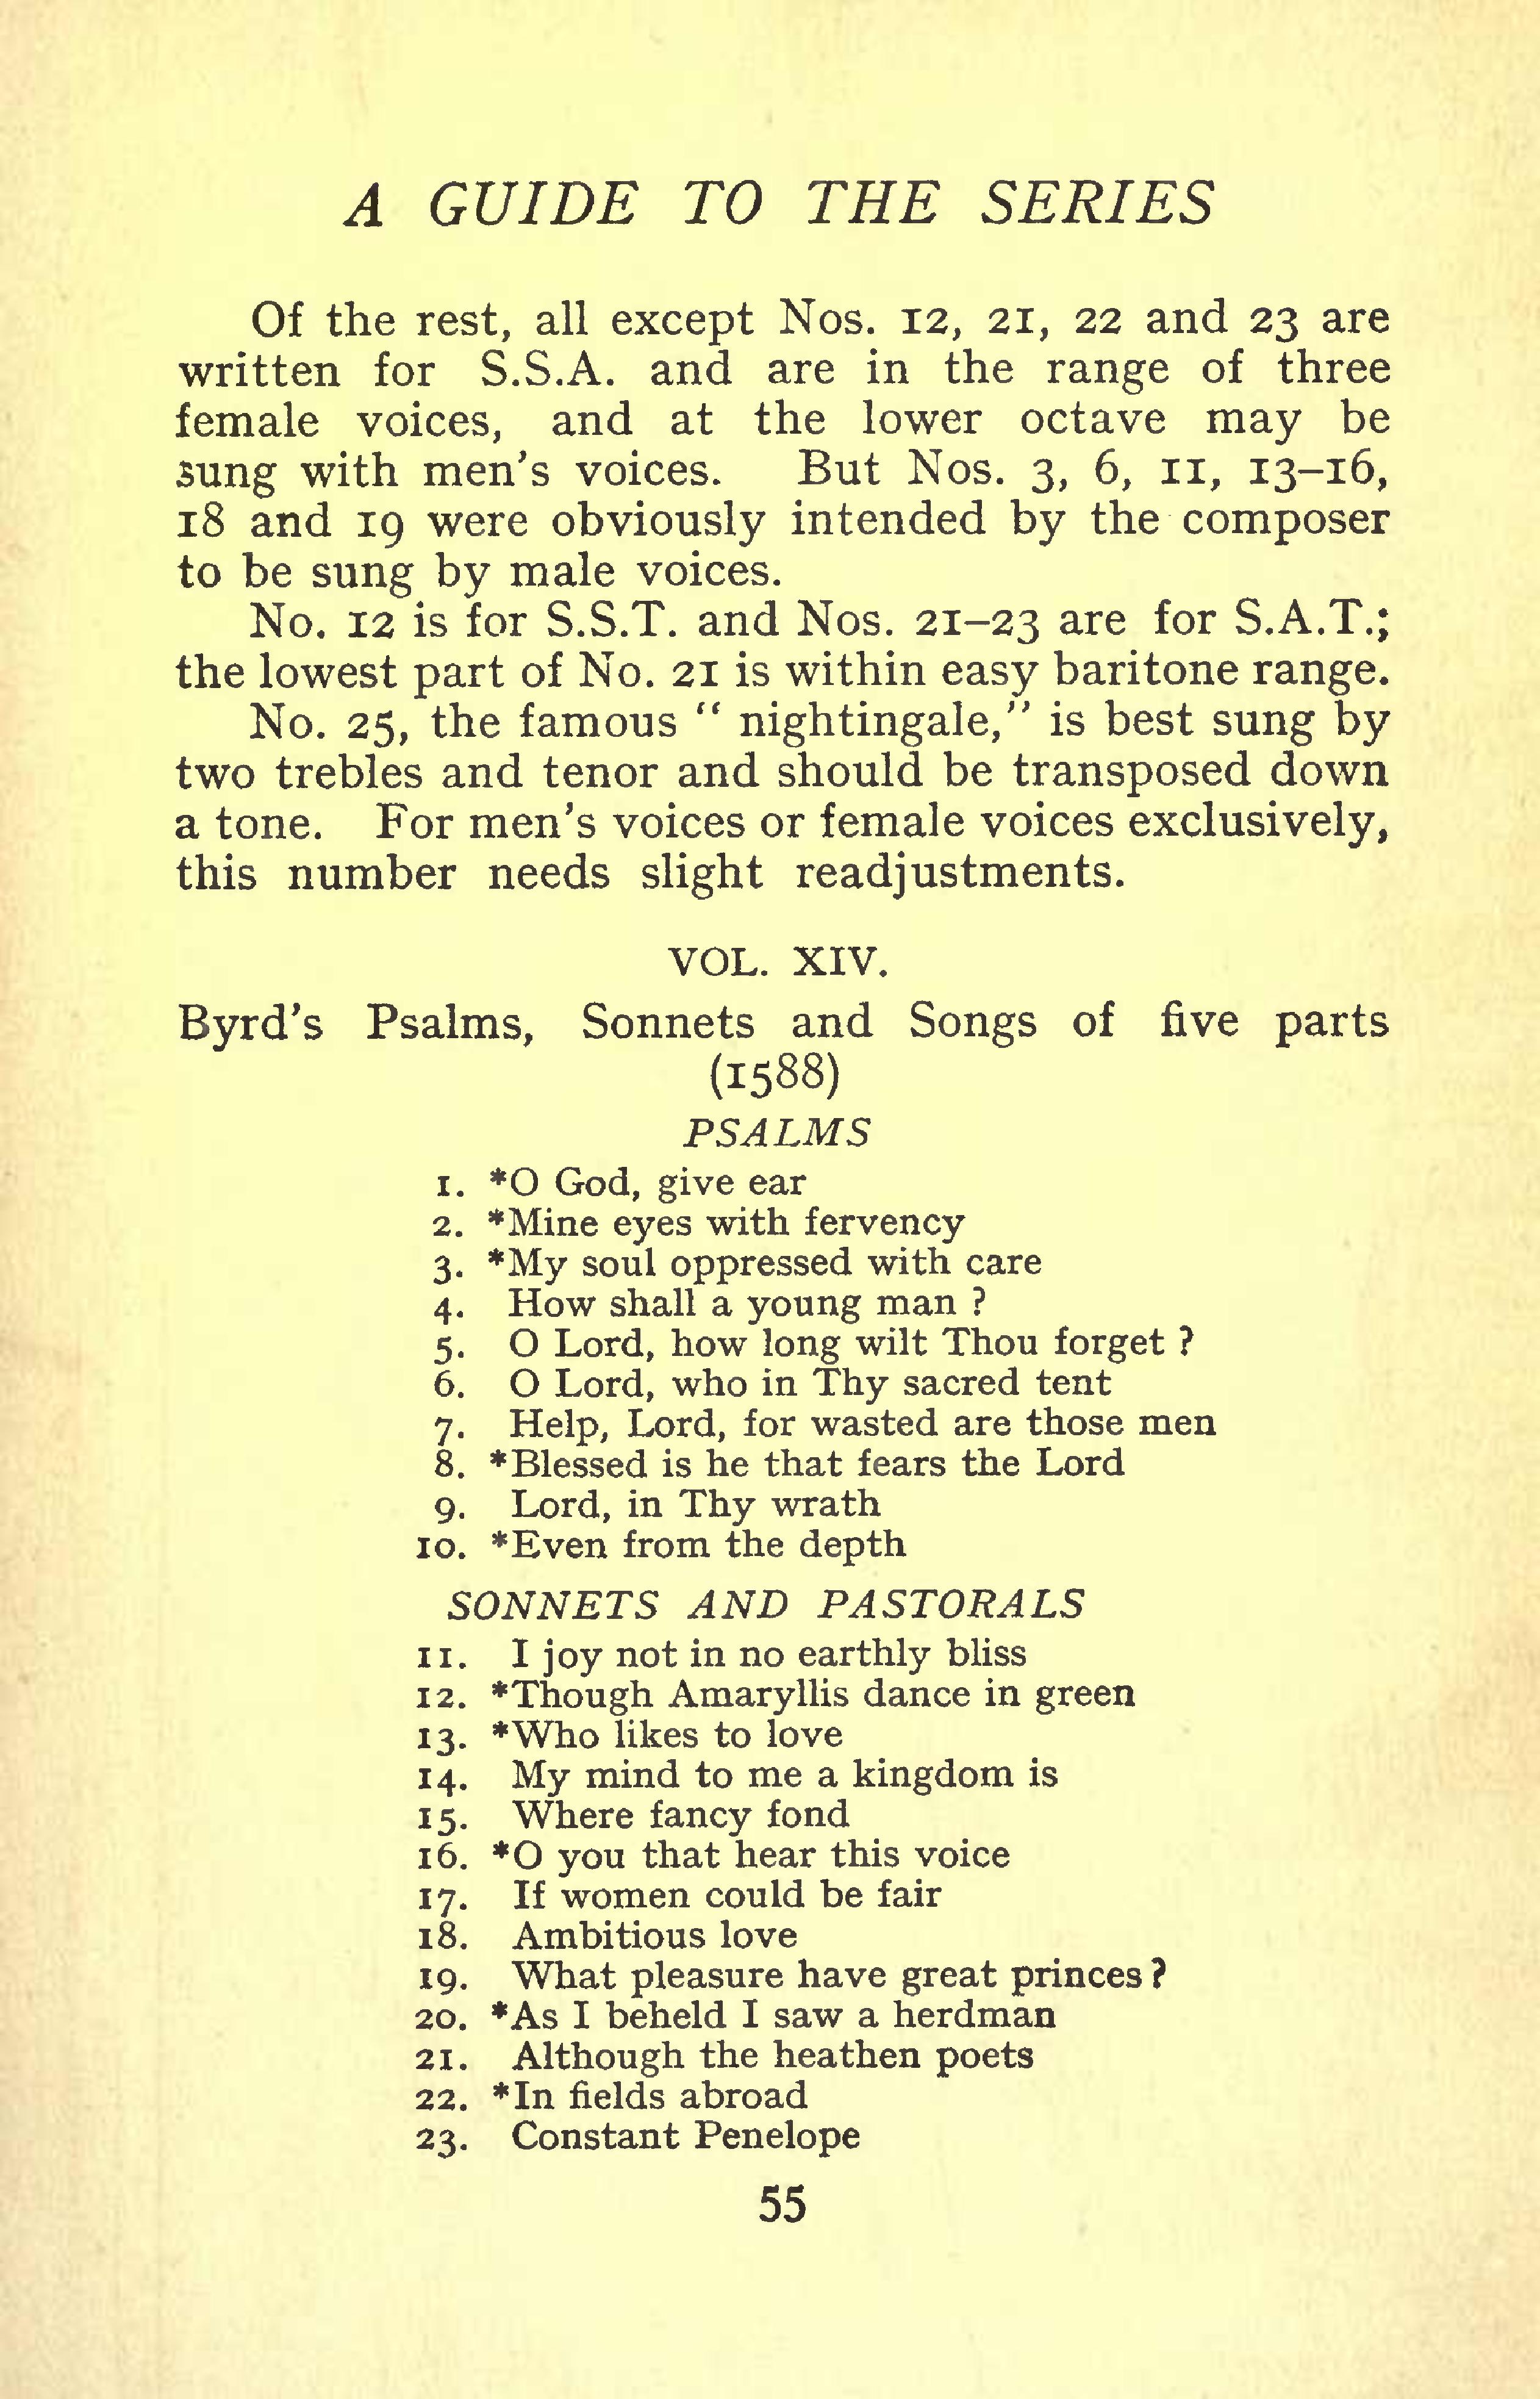 A GUIDE TO THE SERIES
Of the rest, all except Nos. 12, 21, 22 and 23 are
written for S.S.A. and are in the range of three
female voices, and at the lower octave may be
sung with men's voices. But Nos. 3, 6, 11, 13–16,
18 and 19 were obviously intended by the composer
to be sung by male voices.
No. 12 is for S.S.T. and Nos. 21–23 are for S.A.T.;
the lowest part of No. 21 is within easy baritone range.
No. 25, the famous “ nightingale,” is best sung by
two trebles and tenor and should be transposed down
a tone. For men's voices or female voices exclusively,
this number needs slight readjustments.
VOL. XIV.
Byrd's Psalms, Sonnets and Songs of five parts
(1588)
PSALMS
1. *O God, give ear
2. *Mine eyes with fervency
3. *My soul oppressed with care
4. How shall a young man ?
5. O Lord, how long wilt Thou forget ?
6. O Lord, who in Thy sacred tent
7. Help, Lord, for wasted are those men
8. *Blessed is he that fears the Lord
9. Lord, in Thy wrath
10. *Even from the depth
SONNETS AND PASTORALS
11. I joy not in no earthly bliss
12. *Though Amaryllis dance in green
13. *Who likes to love
14. My mind to me a kingdom is
15. Where fancy fond
16. *O you that hear this voice
17. If women could be fair
18. Ambitious love
19. What pleasure have great princes ?
20. *As I beheld I saw a herdman
21. Although the heathen poets
22. *In fields abroad
23. Constant Penelope
55